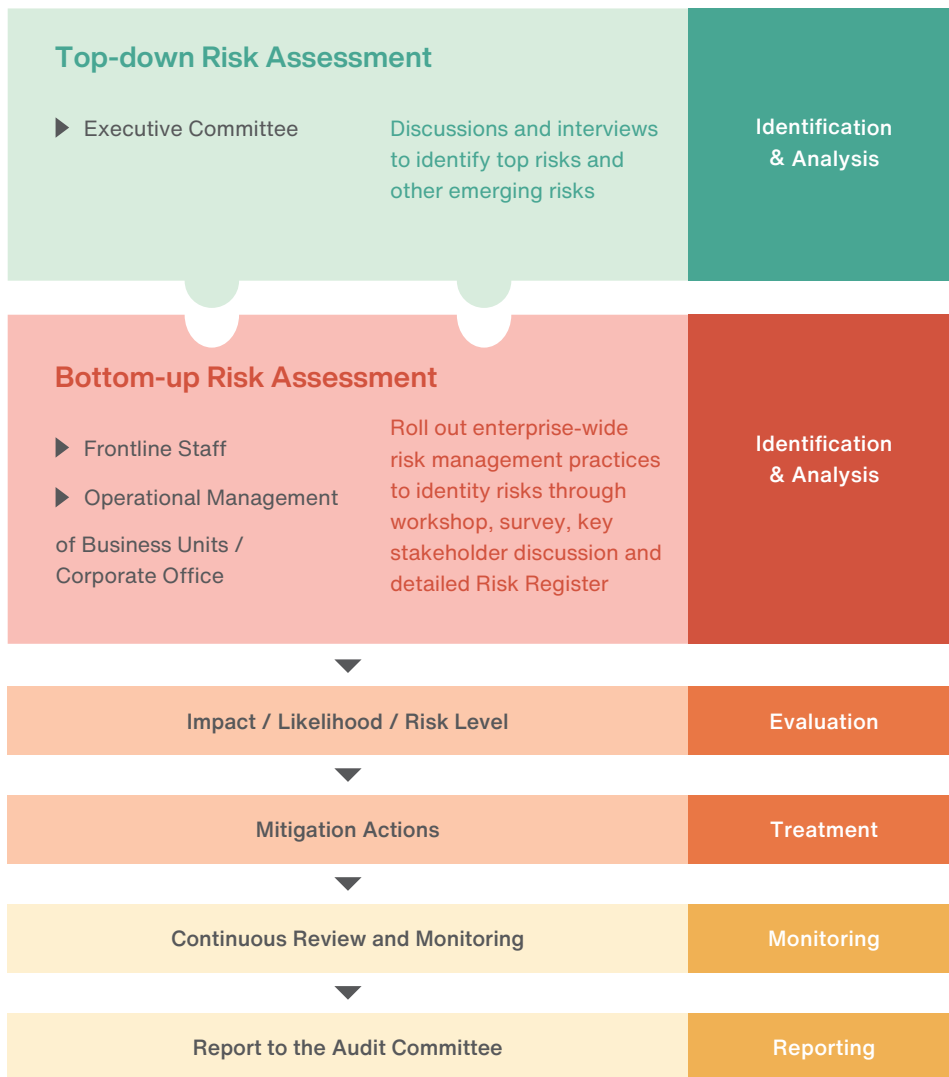 Top-down Risk Assessment
Executive Committee
Discussions and interviews
to identify top risks and
other emerging risks
Identification
& Analysis
Bottom-up Risk Assessment
Frontline Staff
Operational Management
of Business Units /
Corporate Office
Roll out enterprise-wide
risk management practices
to identity risks through
workshop, survey, key
stakeholder discussion and
detailed Risk Register
Identification
& Analysis
Impact / Likelihood / Risk Level
Evaluation
Mitigation Actions
Treatment
Continuous Review and Monitoring
Monitoring
Report to the Audit Committee
Reporting